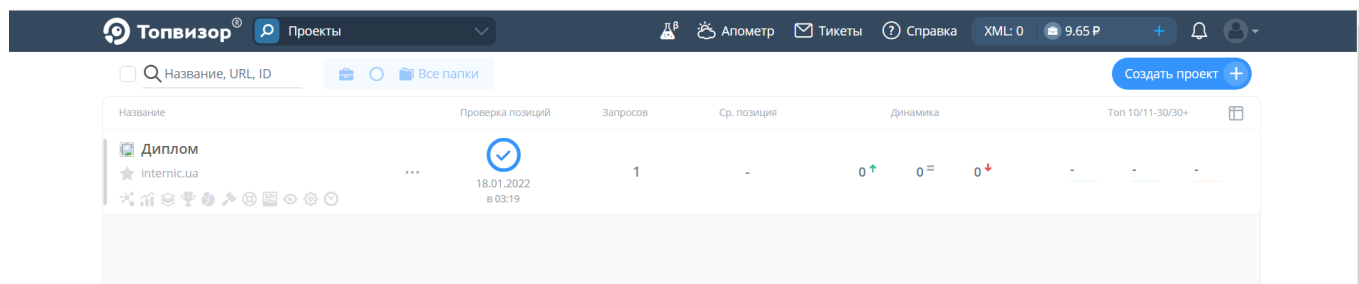 Топвизор® Проекты β Апометр Тикеты ? Справка XML: 0 9.65 ₽ +
Название, URL, ID Все папки Создать проект +
Название Проверка позиций Запросов Ср. позиция Динамика Топ 10/11-30/30+
Диплом
internic.ua ... 1 - 0 0 = 0 - - -
18.01.2022
в 03:19